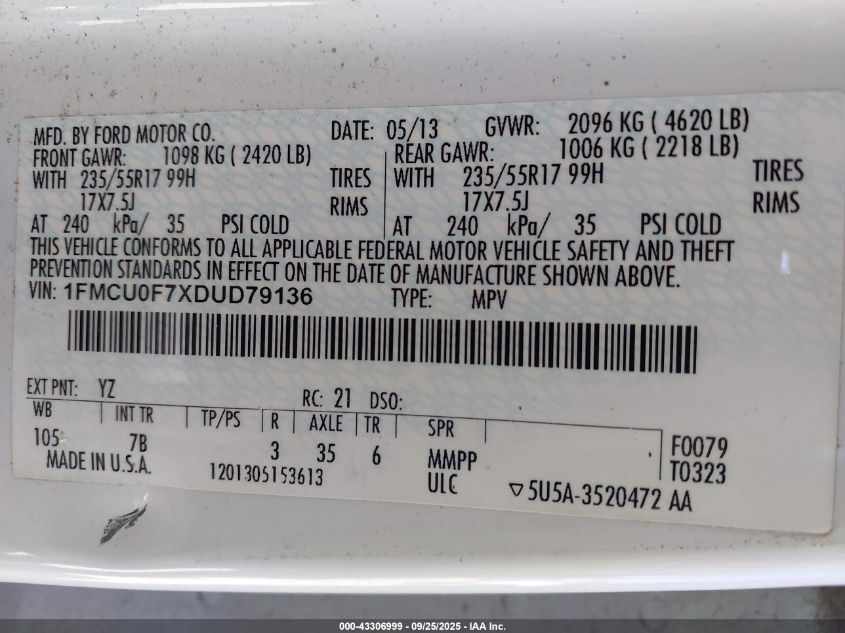 MFD. BY FORD MOTOR CO. DATE: 05/13 GVWR: 2096 KG ( 4620 LB)
FRONT GAWR: 1098 KG ( 2420 LB) REAR GAWR: 1006 KG ( 2218 LB)
WITH 235/55R17 99H TIRES WITH 235/55R17 99H TIRES
17X7.5J RIMS 17X7.5J RIMS
AT 240 kPa/ 35 PSI COLD AT 240 kPa/ 35 PSI COLD
THIS VEHICLE CONFORMS TO ALL APPLICABLE FEDERAL MOTOR VEHICLE SAFETY AND THEFT
PREVENTION STANDARDS IN EFFECT ON THE DATE OF MANUFACTURE SHOWN ABOVE.
VIN: 1FMCU0F7XDUD79136 TYPE: MPV
EXT PNT: YZ RC: 21 DSO:
WB INT TR TP/PS R AXLE TR SPR
105 7B 3 35 6 MMPP F0079
MADE IN U.S.A. 1201305153613 ULC T0323
▽5U5A-3520472 AA
000-43306999 - 09/25/2025 - IAA Inc.